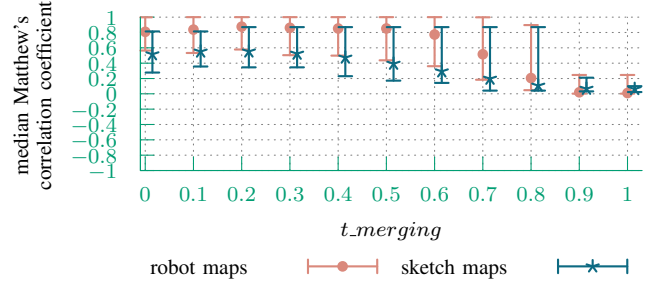 median Matthew's
correlation coefficient
1
0.8
0.6
0.4
0.2
0
−0.2
−0.4
−0.6
−0.8
−1
0 0.1 0.2 0.3 0.4 0.5 0.6 0.7 0.8 0.9 1
t_merging
robot maps sketch maps